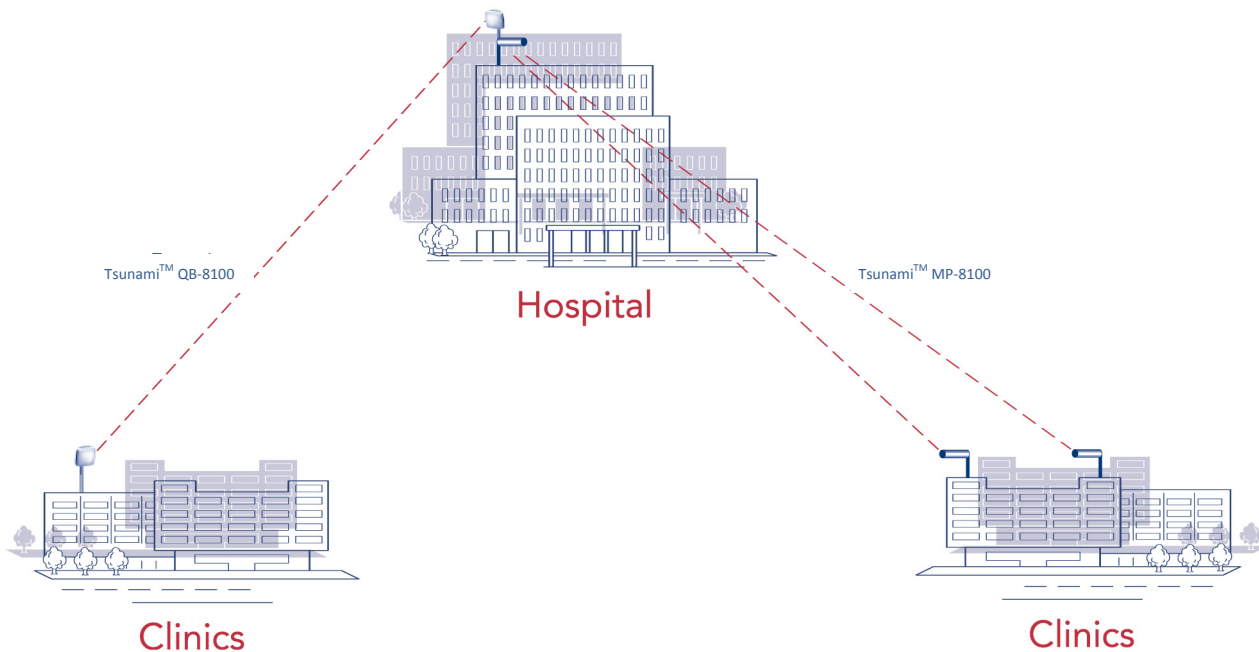 Tsunami™ QB-8100
Tsunami™ MP-8100
Hospital
Clinics
Clinics